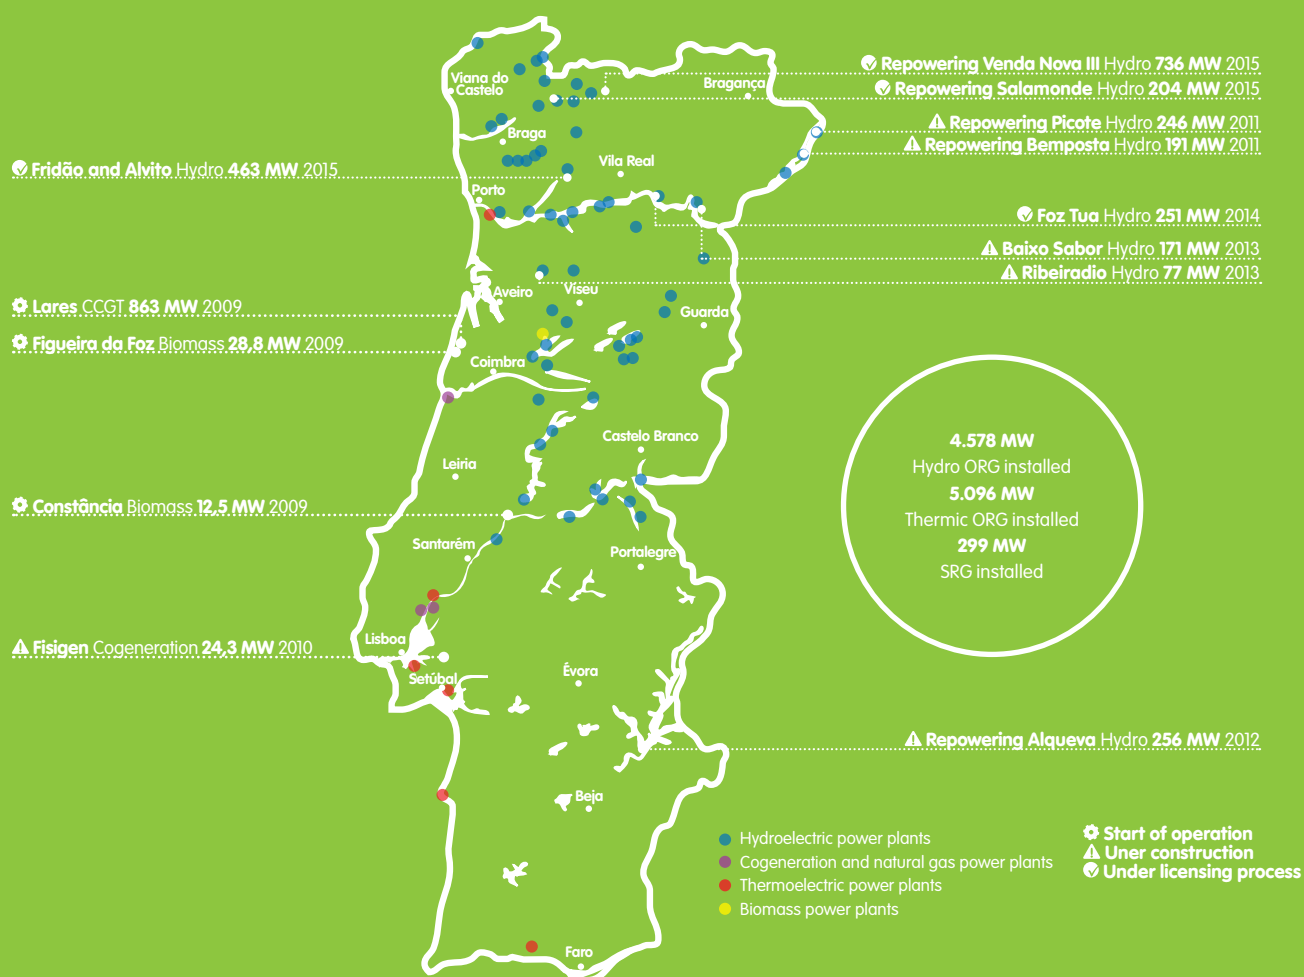 Repowering Venda Nova III Hydro 736 MW 2015
Repowering Salamonde Hydro 204 MW 2015
Repowering Picote Hydro 246 MW 2011
Repowering Bemposta Hydro 191 MW 2011
Foz Tua Hydro 251 MW 2014
Baixo Sabor Hydro 171 MW 2013
Ribeiradio Hydro 77 MW 2013
Fridão and Alvito Hydro 463 MW 2015
Lares CCGT 863 MW 2009
Figueira da Foz Biomass 28,8 MW 2009
Constância Biomass 12,5 MW 2009
Fisigen Cogeneration 24,3 MW 2010
Repowering Alqueva Hydro 256 MW 2012
Viana do
Castelo
Bragança
Braga
Vila Real
Porto
Aveiro
Viseu
Guarda
Coimbra
Castelo Branco
Leiria
Santarém
Portalegre
Lisboa
Setúbal
Évora
Beja
Faro
4.578 MW
Hydro ORG installed
5.096 MW
Thermic ORG installed
299 MW
SRG installed
Hydroelectric power plants
Cogeneration and natural gas power plants
Thermoelectric power plants
Biomass power plants
Start of operation
Uner construction
Under licensing process